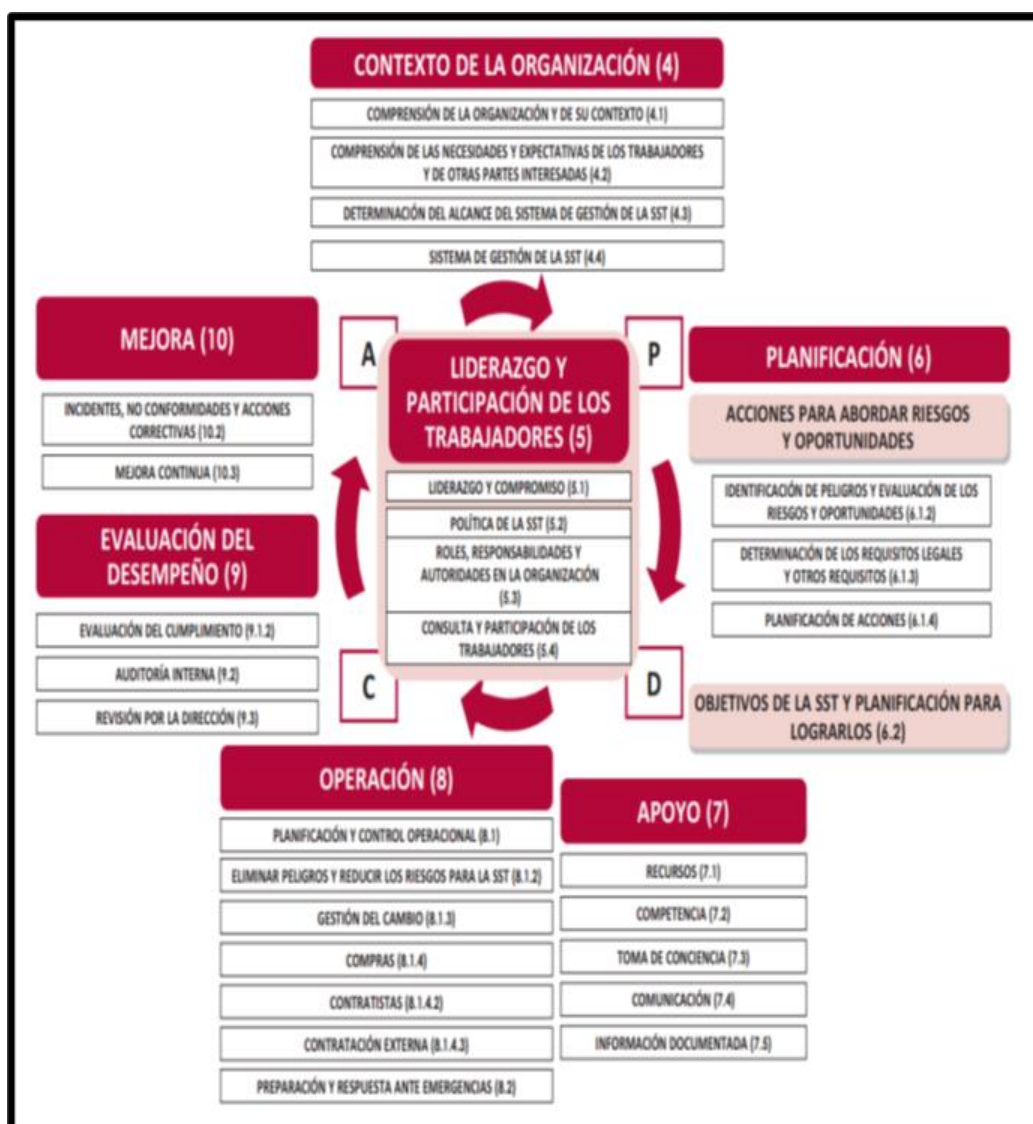 CONTEXTO DE LA ORGANIZACIÓN (4)
COMPRENSIÓN DE LA ORGANIZACIÓN Y DE SU CONTEXTO (4.1)
COMPRENSIÓN DE LAS NECESIDADES Y EXPECTATIVAS DE LOS TRABAJADORES
Y DE OTRAS PARTES INTERESADAS (4.2)
DETERMINACIÓN DEL ALCANCE DEL SISTEMA DE GESTIÓN DE LA SST (4.3)
SISTEMA DE GESTIÓN DE LA SST (4.4)
MEJORA (10)
INCIDENTES, NO CONFORMIDADES Y ACCIONES
CORRECTIVAS (10.2)
MEJORA CONTINUA (10.3)
EVALUACIÓN DEL
DESEMPEÑO (9)
EVALUACIÓN DEL CUMPLIMIENTO (9.1.2)
AUDITORÍA INTERNA (9.2)
REVISIÓN POR LA DIRECCIÓN (9.3)
A
P
C
D
LIDERAZGO Y
PARTICIPACIÓN DE LOS
TRABAJADORES (5)
LIDERAZGO Y COMPROMISO (5.1)
POLÍTICA DE LA SST (5.2)
ROLES, RESPONSABILIDADES Y
AUTORIDADES EN LA ORGANIZACIÓN
(5.3)
CONSULTA Y PARTICIPACIÓN DE LOS
TRABAJADORES (5.4)
PLANIFICACIÓN (6)
ACCIONES PARA ABORDAR RIESGOS
Y OPORTUNIDADES
IDENTIFICACIÓN DE PELIGROS Y EVALUACIÓN DE LOS
RIESGOS Y OPORTUNIDADES (6.1.2)
DETERMINACIÓN DE LOS REQUISITOS LEGALES
Y OTROS REQUISITOS (6.1.3)
PLANIFICACIÓN DE ACCIONES (6.1.4)
OBJETIVOS DE LA SST Y PLANIFICACIÓN PARA
LOGRARLOS (6.2)
OPERACIÓN (8)
PLANIFICACIÓN Y CONTROL OPERACIONAL (8.1)
ELIMINAR PELIGROS Y REDUCIR LOS RIESGOS PARA LA SST (8.1.2)
GESTIÓN DEL CAMBIO (8.1.3)
COMPRAS (8.1.4)
CONTRATISTAS (8.1.4.2)
CONTRATACIÓN EXTERNA (8.1.4.3)
PREPARACIÓN Y RESPUESTA ANTE EMERGENCIAS (8.2)
APOYO (7)
RECURSOS (7.1)
COMPETENCIA (7.2)
TOMA DE CONCIENCIA (7.3)
COMUNICACIÓN (7.4)
INFORMACIÓN DOCUMENTADA (7.5)